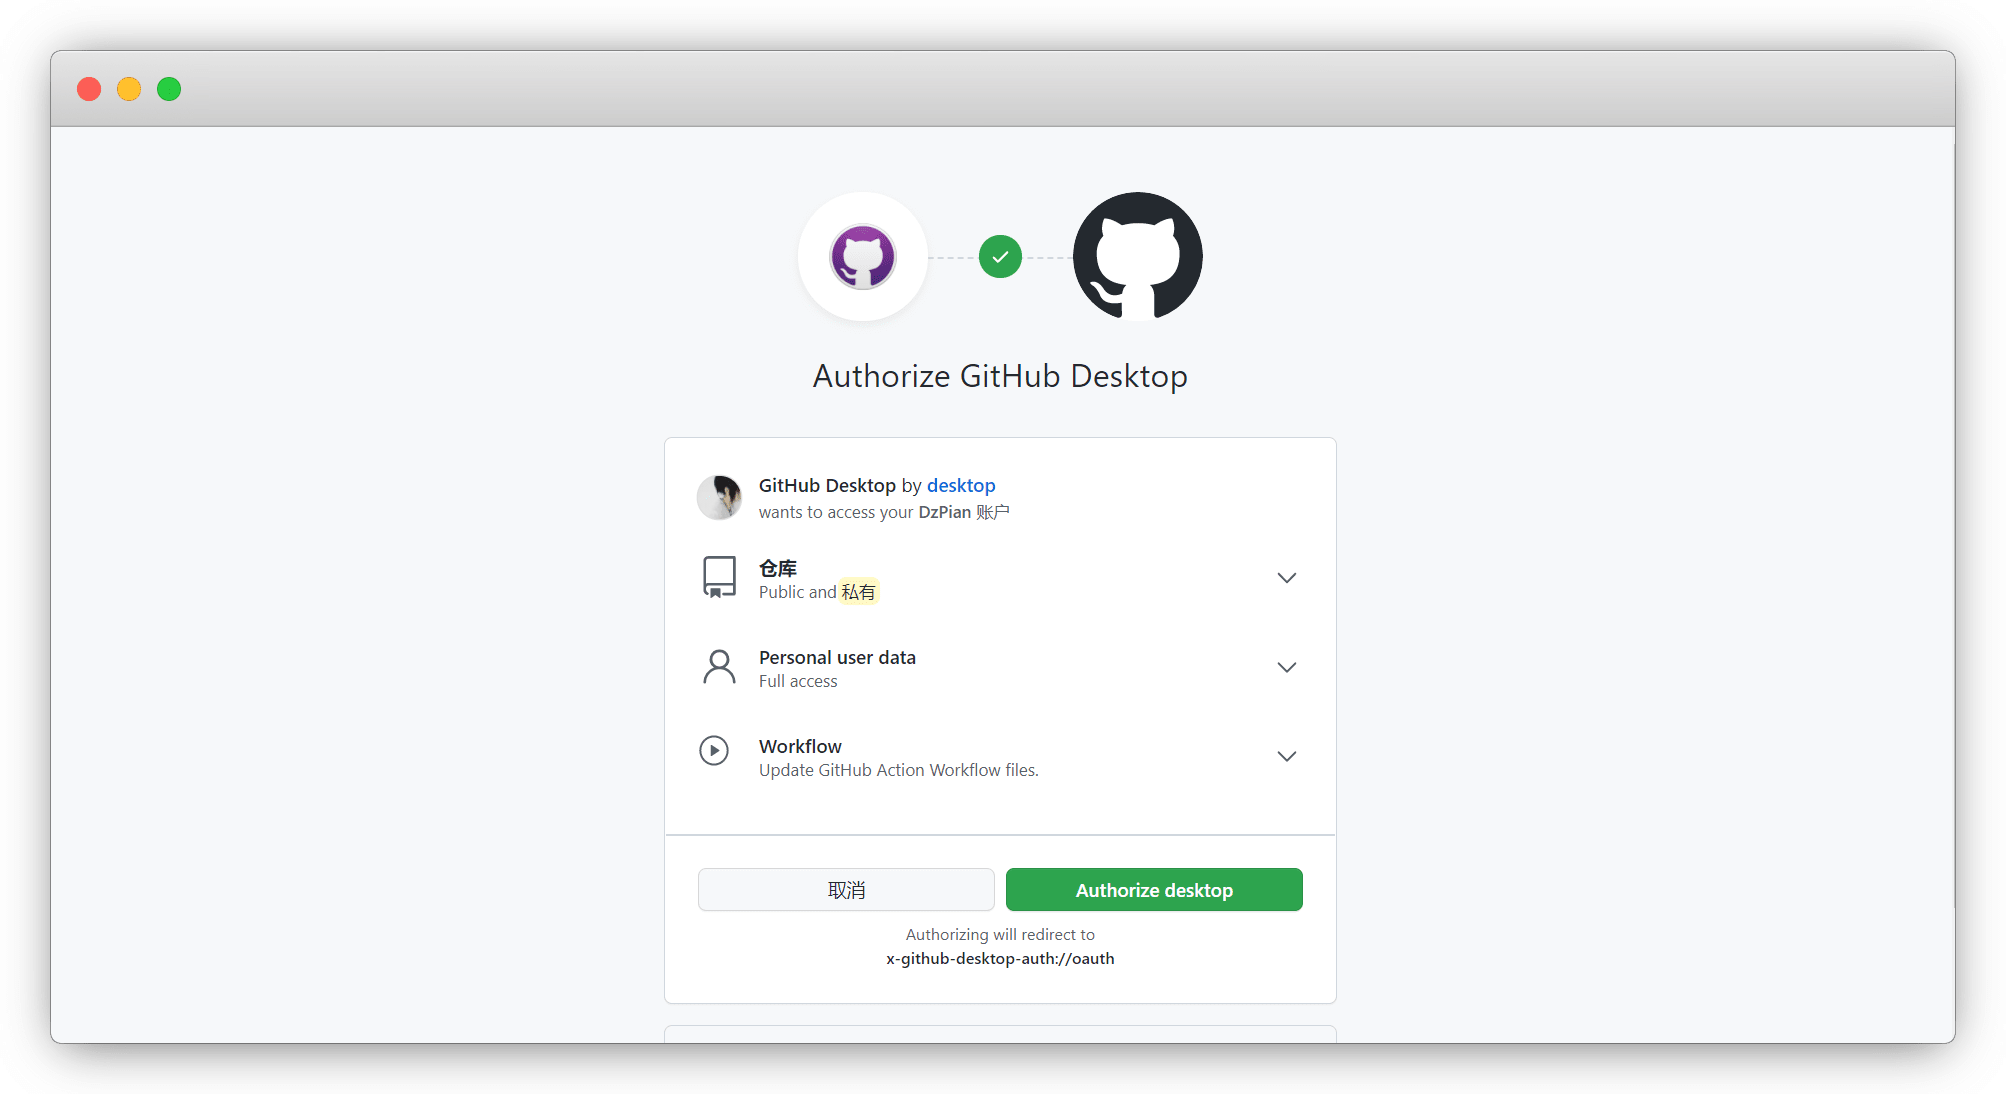 Authorize GitHub Desktop
GitHub Desktop by desktop
wants to access your DzPian 账户
仓库
Public and 私有
Personal user data
Full access
Workflow
Update GitHub Action Workflow files.
取消
Authorize desktop
Authorizing will redirect to
x-github-desktop-auth://oauth